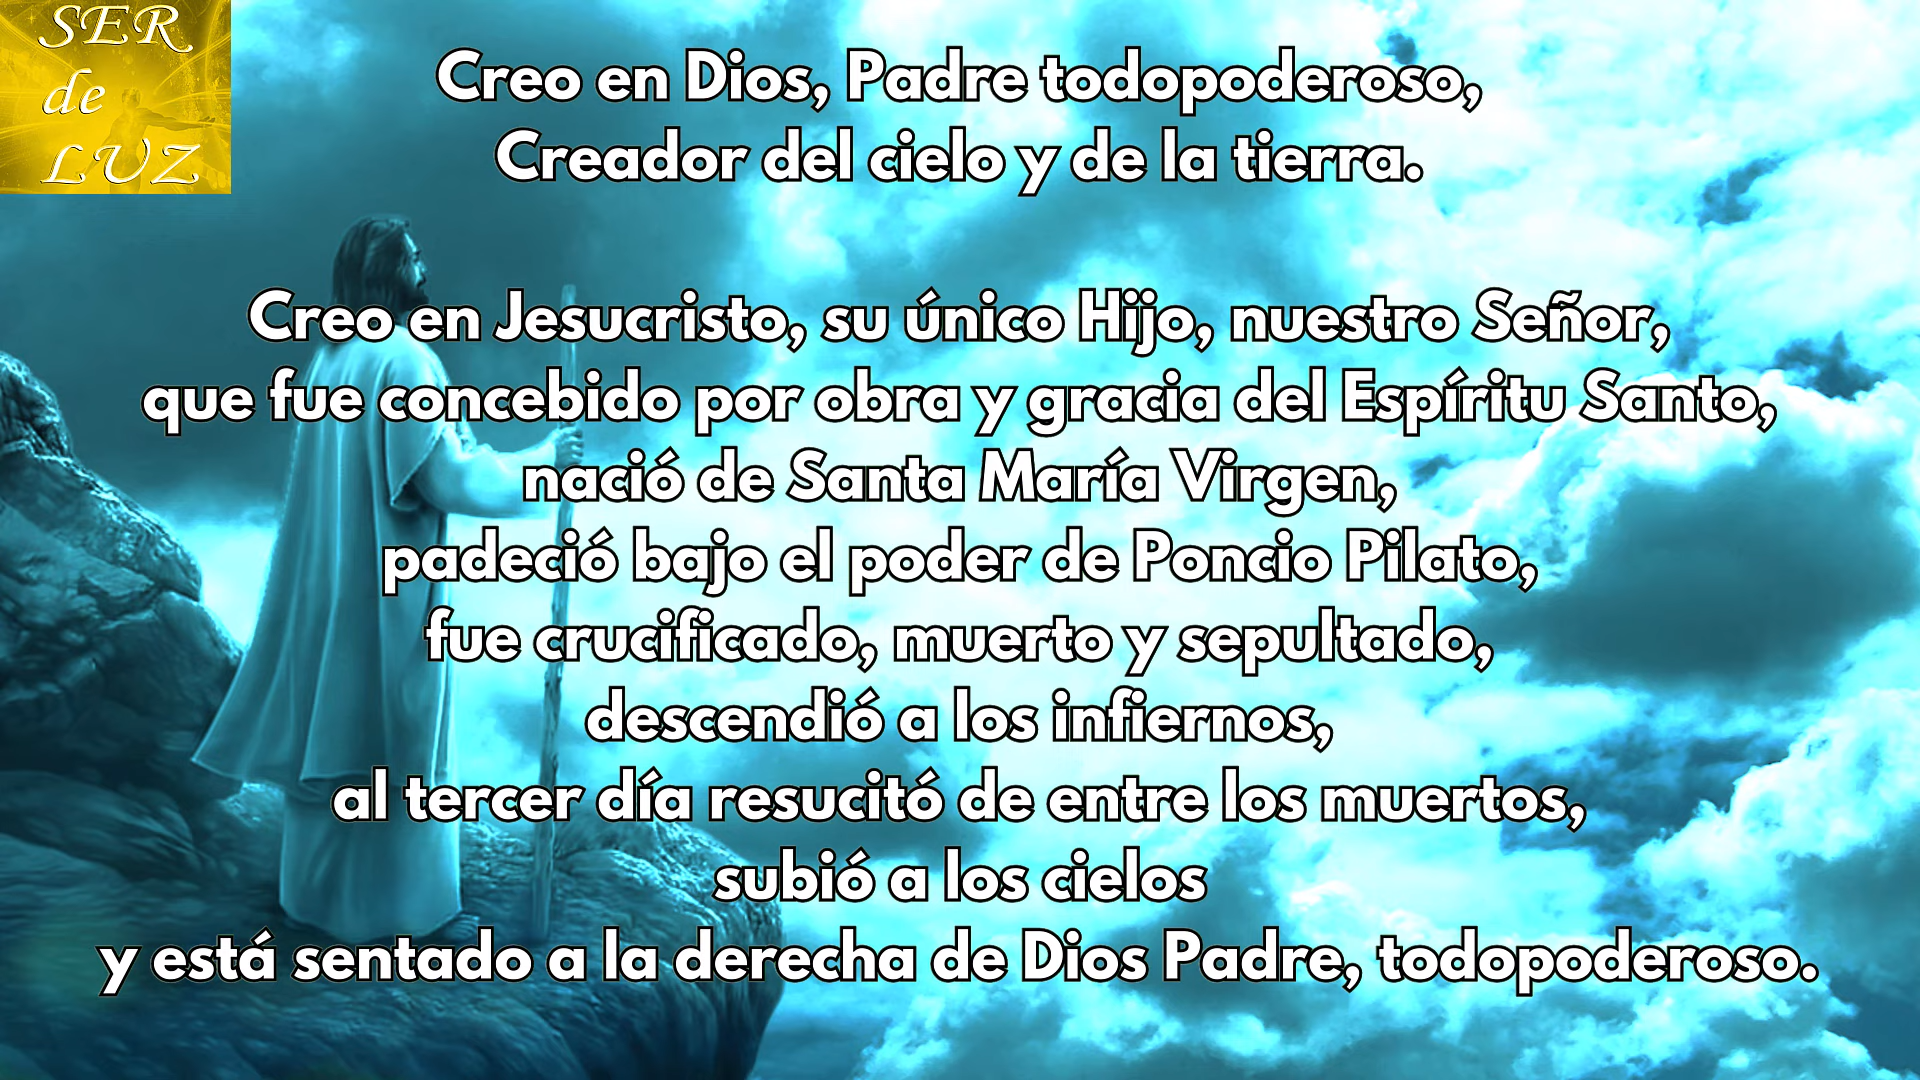 SER
de
LUZ
Creo en Dios, Padre todopoderoso,
Creador del cielo y de la tierra.
Creo en Jesucristo, su único Hijo, nuestro Señor,
que fue concebido por obra y gracia del Espíritu Santo,
nació de Santa María Virgen,
padeció bajo el poder de Poncio Pilato,
fue crucificado, muerto y sepultado,
descendió a los infiernos,
al tercer día resucitó de entre los muertos,
subió a los cielos
y está sentado a la derecha de Dios Padre, todopoderoso.